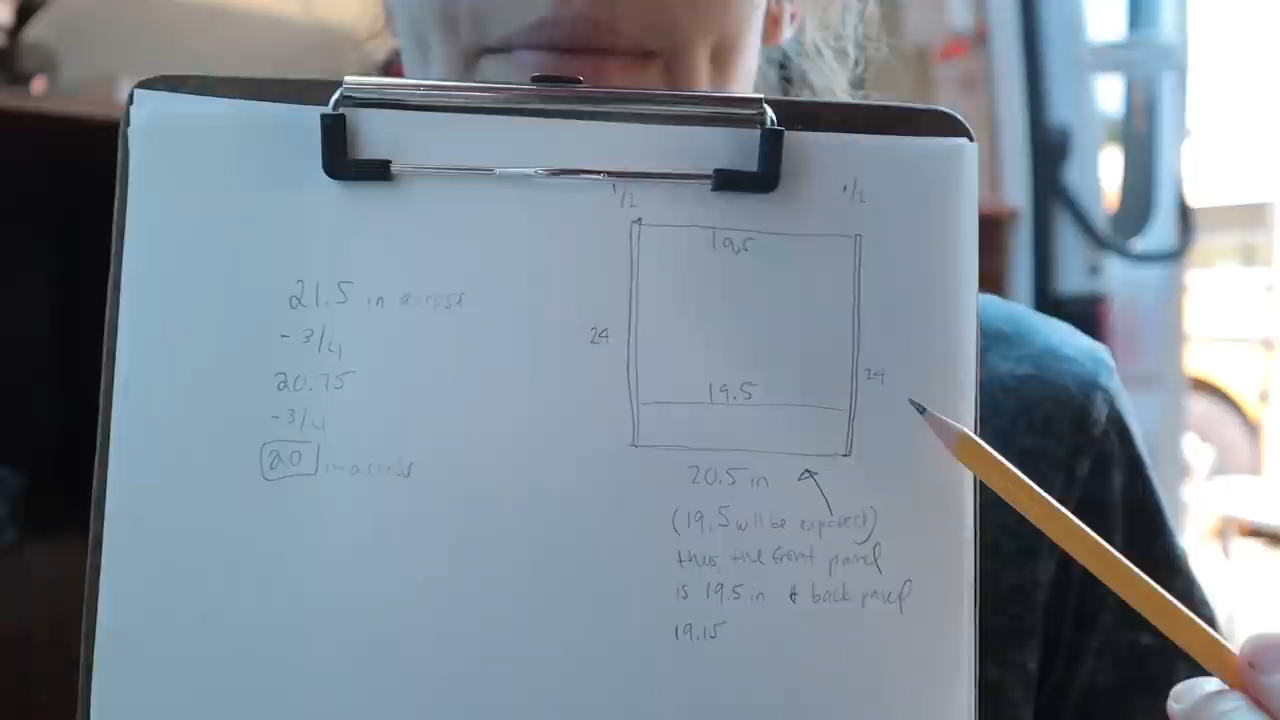 1/2
1/2
19.5
21.5 in across
- 3/4
24
20.75
24
19.5
-3/4
20 in across
20.5 in
(19.5 will be exposed)
thus the front panel
is 19.5 in & back panel
19.15